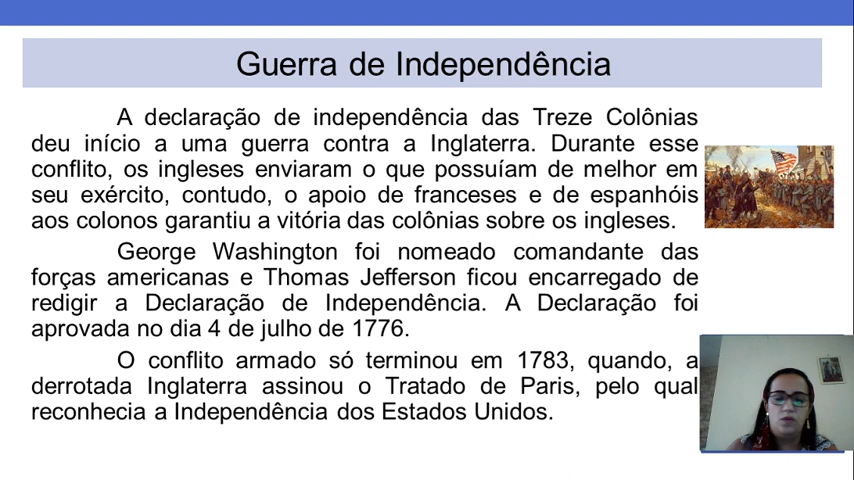 Guerra de Independência
A declaração de independência das Treze Colônias
deu início a uma guerra contra a Inglaterra. Durante esse
conflito, os ingleses enviaram o que possuíam de melhor em
seu exército, contudo, o apoio de franceses e de espanhóis
aos colonos garantiu a vitória das colônias sobre os ingleses.
George Washington foi nomeado comandante das
forças americanas e Thomas Jefferson ficou encarregado de
redigir a Declaração de Independência. A Declaração foi
aprovada no dia 4 de julho de 1776.
O conflito armado só terminou em 1783, quando, a
derrotada Inglaterra assinou o Tratado de Paris, pelo qual
reconhecia a Independência dos Estados Unidos.